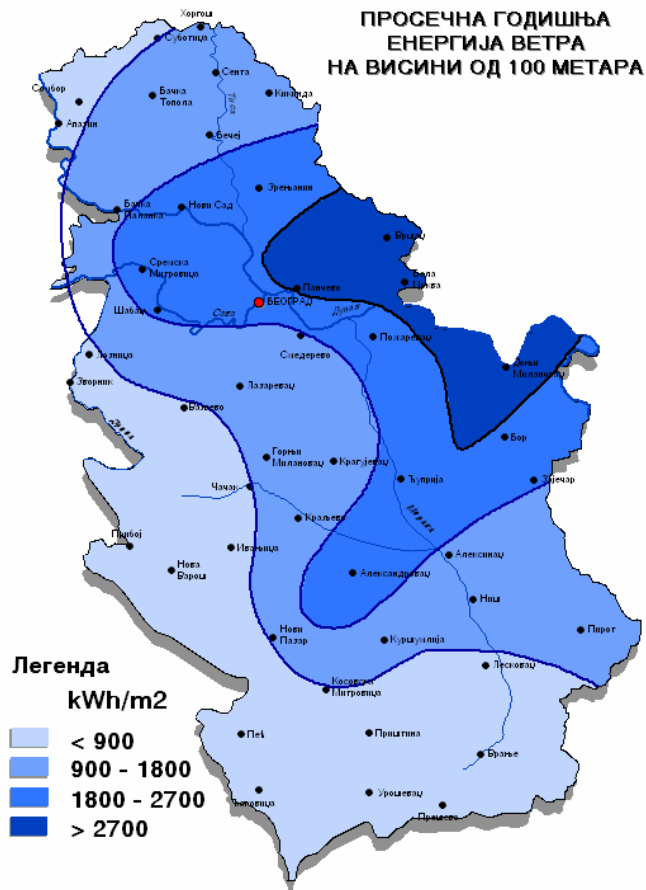 ПРОСЕЧНА ГОДИШЊА
ЕНЕРГИЈА ВЕТРА
НА ВИСИНИ ОД 100 МЕТАРА
Хоргош
Суботица
Сента
Кикинда
Сомбор
Бачка
Топола
Апатин
Тиса
Бечеј
Зрењанин
Бачка
Паланка
Нови Сад
Вршац
Сремска
Митровица
Бела
Црква
Панчево
БЕОГРАД
Шабац
Сава
Дунав
Смедерево
Пожаревац
Лозница
Доњи
Милановац
Зворник
Лазаревац
Ваљево
Дрина
Бор
Горњи
Милановац
Крагујевац
Чачак
Ћуприја
Зајечар
Краљево
Морава
Прибој
Ивањица
Алексинац
Нова
Варош
Александровац
Ниш
Нови
Пазар
Куршумлија
Пирот
Лесковац
Косовска
Митровица
Пећ
Приштина
Врање
Ђаковица
Урошевац
Прешево
Легенда
kWh/m2
< 900
900 - 1800
1800 - 2700
> 2700